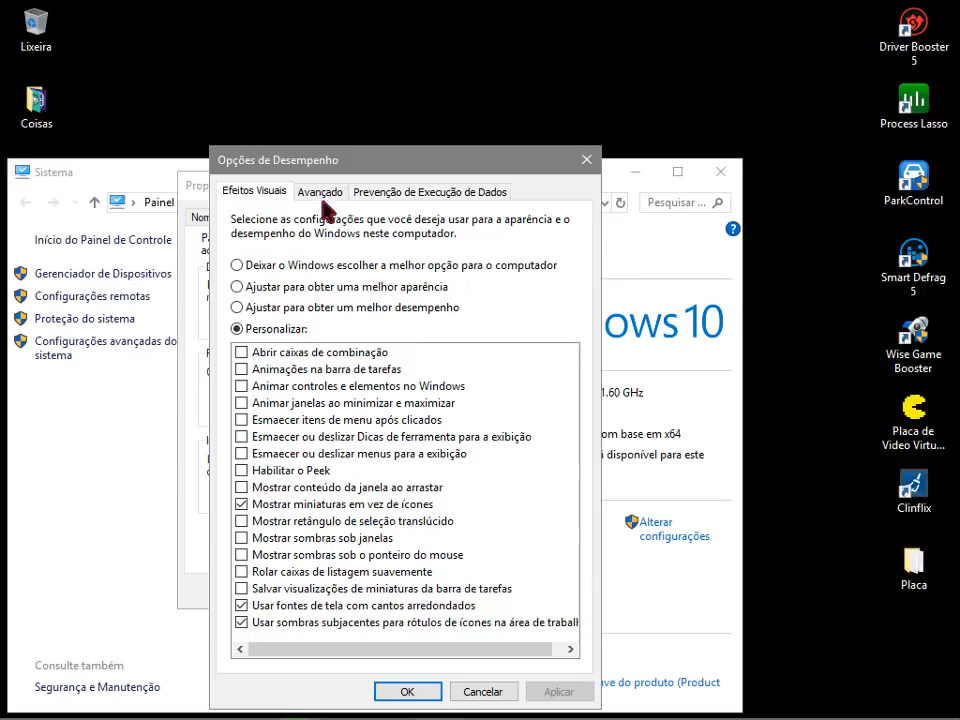 Lixeira
Coisas
Driver Booster
5
Process Lasso
ParkControl
Smart Defrag
5
Wise Game
Booster
Placa de
Video Virtu...
Clinflix
Placa
Sistema
Painel
Pesquisar ...
Início do Painel de Controle
Gerenciador de Dispositivos
Configurações remotas
Proteção do sistema
Configurações avançadas do
sistema
Consulte também
Segurança e Manutenção
Prop
Nom
Opções de Desempenho
Efeitos Visuais
Avançado
Prevenção de Execução de Dados
Selecione as configurações que você deseja usar para a aparência e o
desempenho do Windows neste computador.
Deixar o Windows escolher a melhor opção para o computador
Ajustar para obter uma melhor aparência
Ajustar para obter um melhor desempenho
Personalizar:
Abrir caixas de combinação
Animações na barra de tarefas
Animar controles e elementos no Windows
Animar janelas ao minimizar e maximizar
Esmaecer itens de menu após clicados
Esmaecer ou deslizar Dicas de ferramenta para a exibição
Esmaecer ou deslizar menus para a exibição
Habilitar o Peek
Mostrar conteúdo da janela ao arrastar
Mostrar miniaturas em vez de ícones
Mostrar retângulo de seleção translúcido
Mostrar sombras sob janelas
Mostrar sombras sob o ponteiro do mouse
Rolar caixas de listagem suavemente
Salvar visualizações de miniaturas da barra de tarefas
Usar fontes de tela com cantos arredondados
Usar sombras subjacentes para rótulos de ícones na área de trabal
OK
Cancelar
Aplicar
ows 10
1.60 GHz
om base em x64
disponível para este
Alterar
configurações
ve do produto (Product